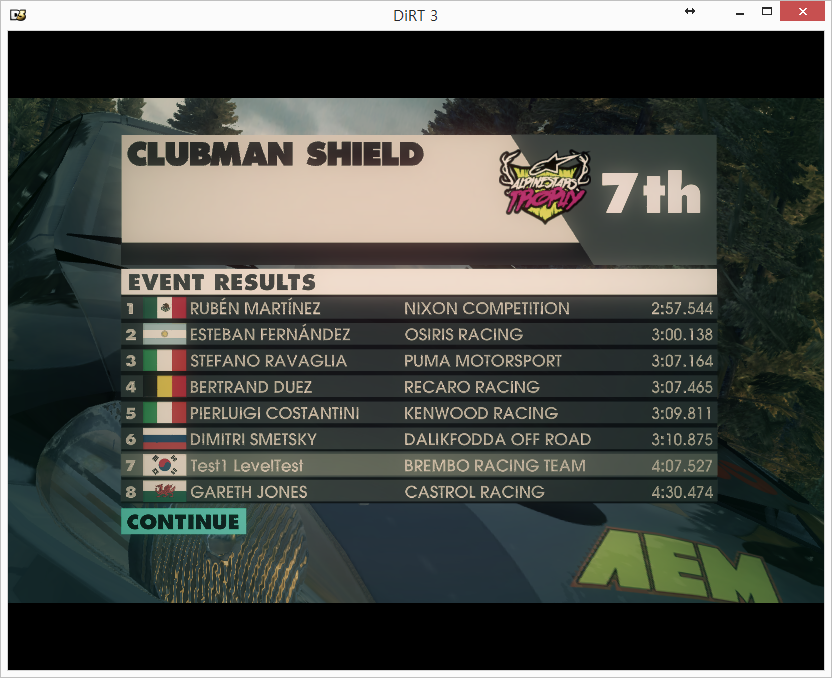 DiRT 3
CLUBMAN SHIELD
ALPINESTARS
TROPHY
7th
EVENT RESULTS
1 RUBÉN MARTÍNEZ NIXON COMPETITION 2:57.544
2 ESTEBAN FERNÁNDEZ OSIRIS RACING 3:00.138
3 STEFANO RAVAGLIA PUMA MOTORSPORT 3:07.164
4 BERTRAND DUEZ RECARO RACING 3:07.465
5 PIERLUIGI COSTANTINI KENWOOD RACING 3:09.811
6 DIMITRI SMETSKY DALIKFODDA OFF ROAD 3:10.875
7 Test1 LevelTest BREMBO RACING TEAM 4:07.527
8 GARETH JONES CASTROL RACING 4:30.474
CONTINUE
AEM